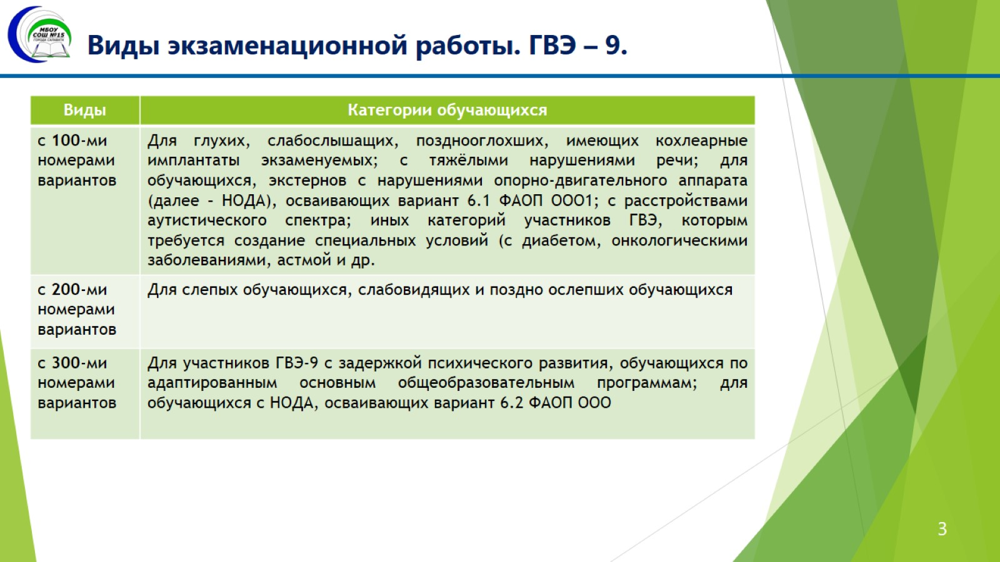 МБОУ
СОШ №15
ГОРОДА САЛАВАТА
Виды экзаменационной работы. ГВЭ – 9.
Виды
Категории обучающихся
с 100-ми
номерами
вариантов
Для глухих, слабослышащих, позднооглохших, имеющих кохлеарные
имплантаты экзаменуемых; с тяжёлыми нарушениями речи; для
обучающихся, экстернов с нарушениями опорно-двигательного аппарата
(далее – НОДА), осваивающих вариант 6.1 ФАОП ООО1; с расстройствами
аутистического спектра; иных категорий участников ГВЭ, которым
требуется создание специальных условий (с диабетом, онкологическими
заболеваниями, астмой и др.
с 200-ми
номерами
вариантов
Для слепых обучающихся, слабовидящих и поздно ослепших обучающихся
с 300-ми
номерами
вариантов
Для участников ГВЭ-9 с задержкой психического развития, обучающихся по
адаптированным основным общеобразовательным программам; для
обучающихся с НОДА, осваивающих вариант 6.2 ФАОП ООО
3